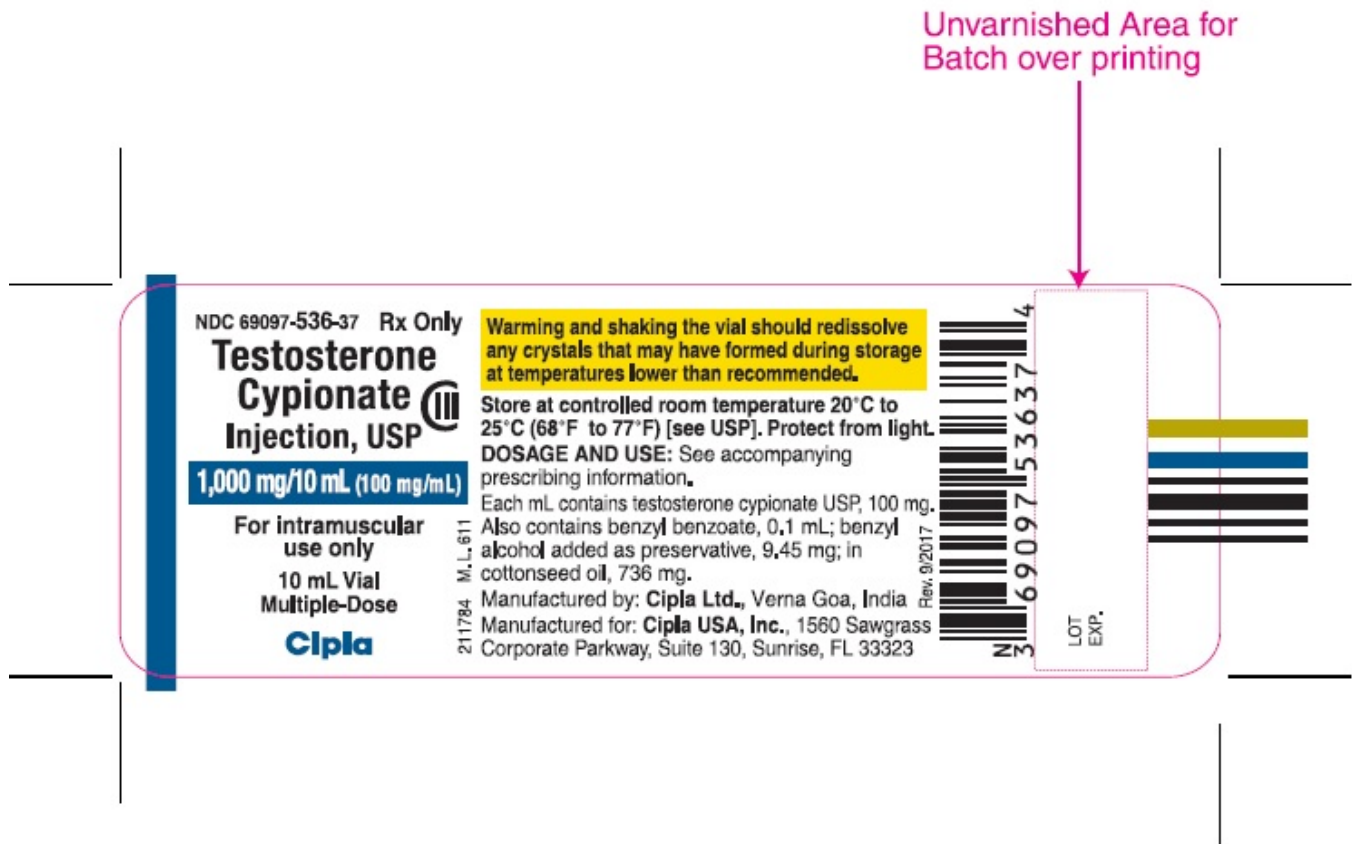 Unvarnished Area for
Batch over printing
NDC 69097-536-37 Rx Only
Testosterone
Cypionate CIII
Injection, USP
1,000 mg/10 mL (100 mg/mL)
For intramuscular
use only
10 mL Vial
Multiple-Dose
Cipla
211784 M.L.611
Warming and shaking the vial should redissolve
any crystals that may have formed during storage
at temperatures lower than recommended.
Store at controlled room temperature 20°C to
25°C (68°F to 77°F) [see USP]. Protect from light.
DOSAGE AND USE: See accompanying
prescribing information.
Each mL contains testosterone cypionate USP, 100 mg.
Also contains benzyl benzoate, 0.1 mL; benzyl
alcohol added as preservative, 9.45 mg; in
cottonseed oil, 736 mg.
Manufactured by: Cipla Ltd., Verna Goa, India
Manufactured for: Cipla USA, Inc., 1560 Sawgrass
Corporate Parkway, Suite 130, Sunrise, FL 33323
Rev. 9/2017
N
3 69097 53637 4
LOT
EXP.